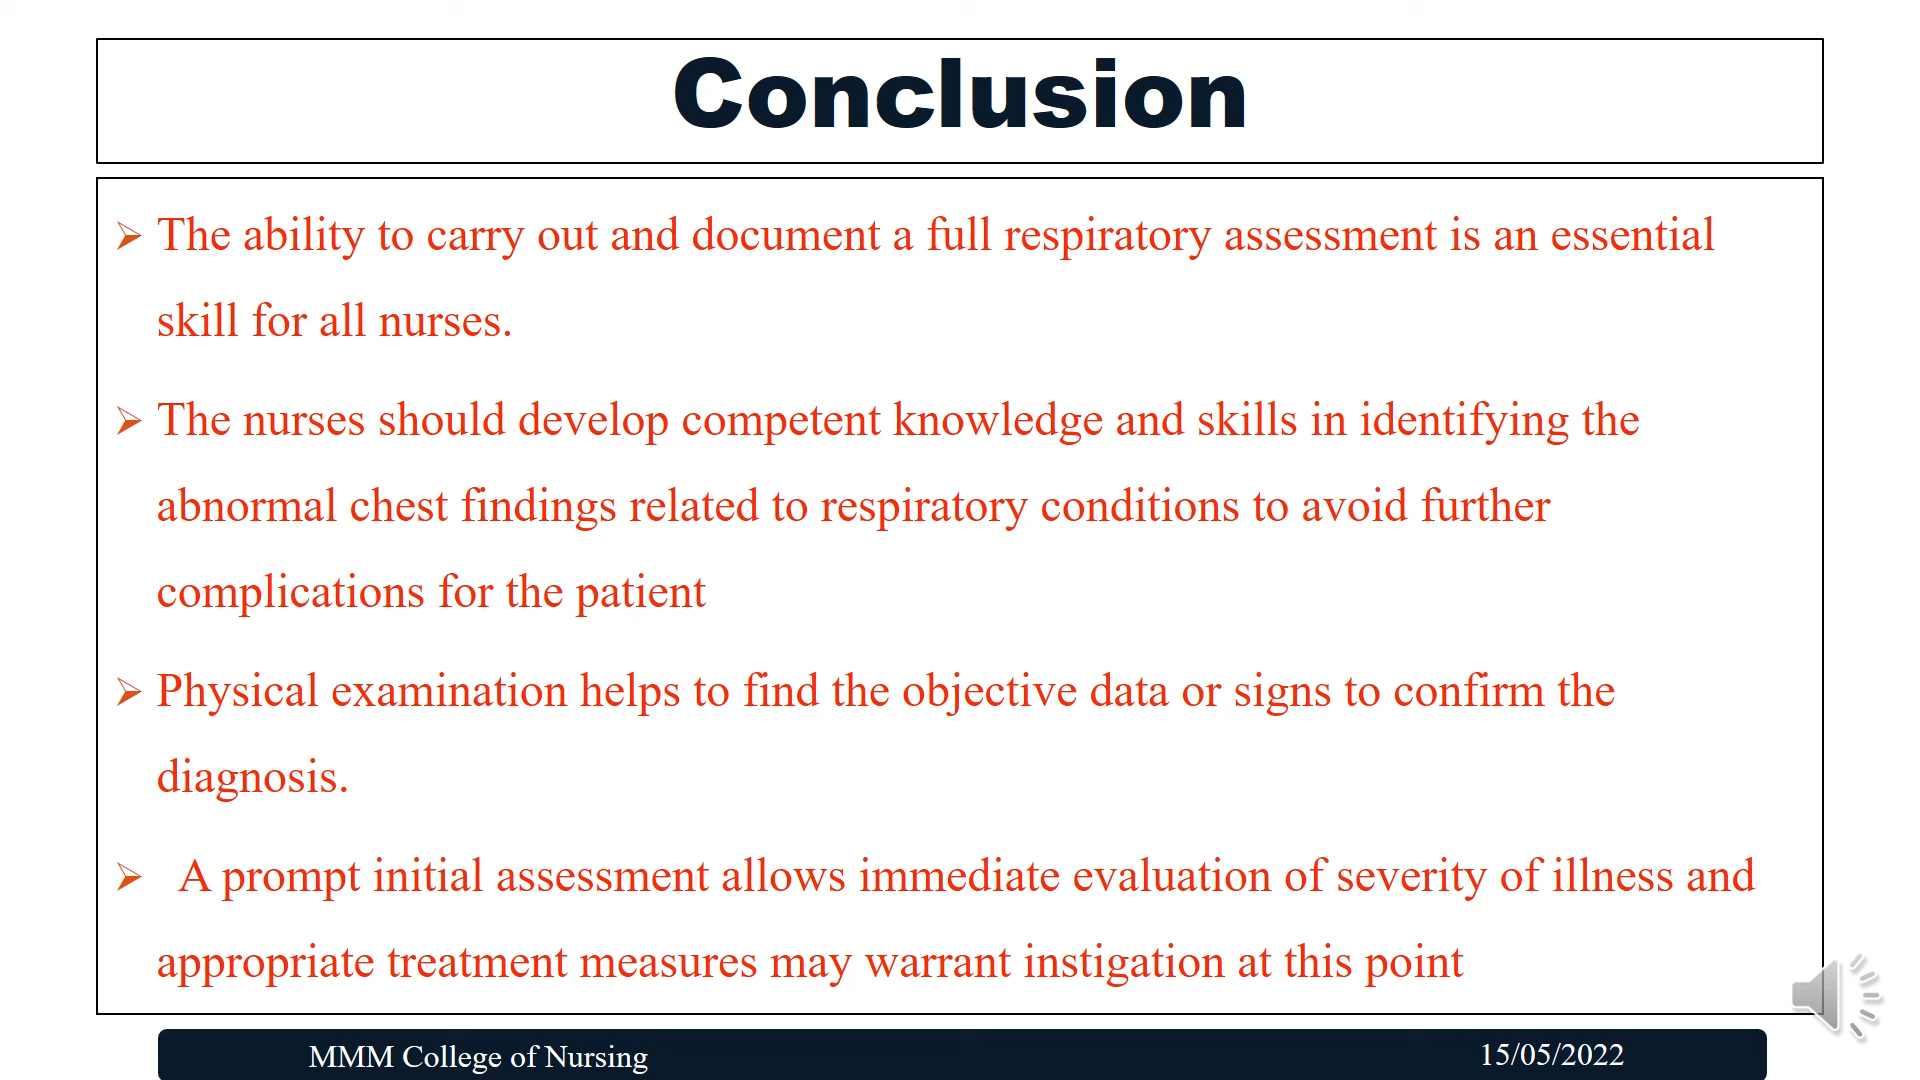 Conclusion
➢ The ability to carry out and document a full respiratory assessment is an essential
skill for all nurses.
➢ The nurses should develop competent knowledge and skills in identifying the
abnormal chest findings related to respiratory conditions to avoid further
complications for the patient
➢ Physical examination helps to find the objective data or signs to confirm the
diagnosis.
➢ A prompt initial assessment allows immediate evaluation of severity of illness and
appropriate treatment measures may warrant instigation at this point
MMM College of Nursing
15/05/2022